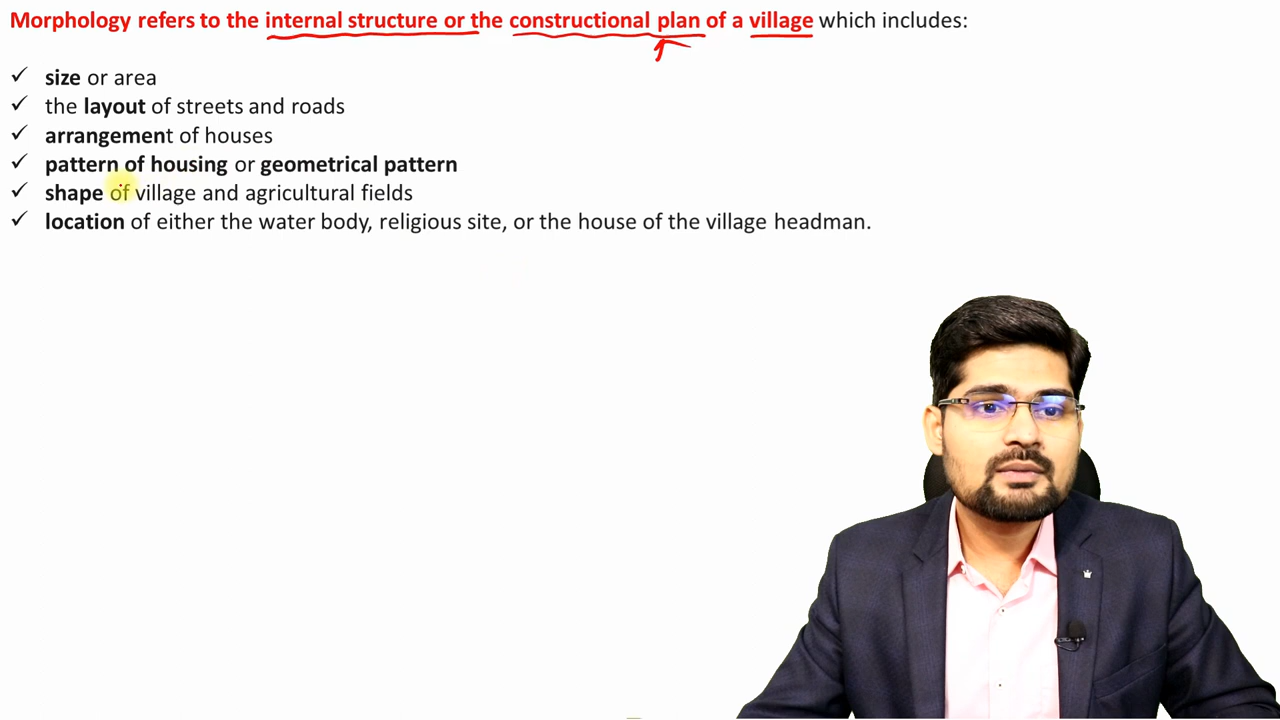 Morphology refers to the internal structure or the constructional plan of a village which includes:
✓ size or area
✓ the layout of streets and roads
✓ arrangement of houses
✓ pattern of housing or geometrical pattern
✓ shape of village and agricultural fields
✓ location of either the water body, religious site, or the house of the village headman.